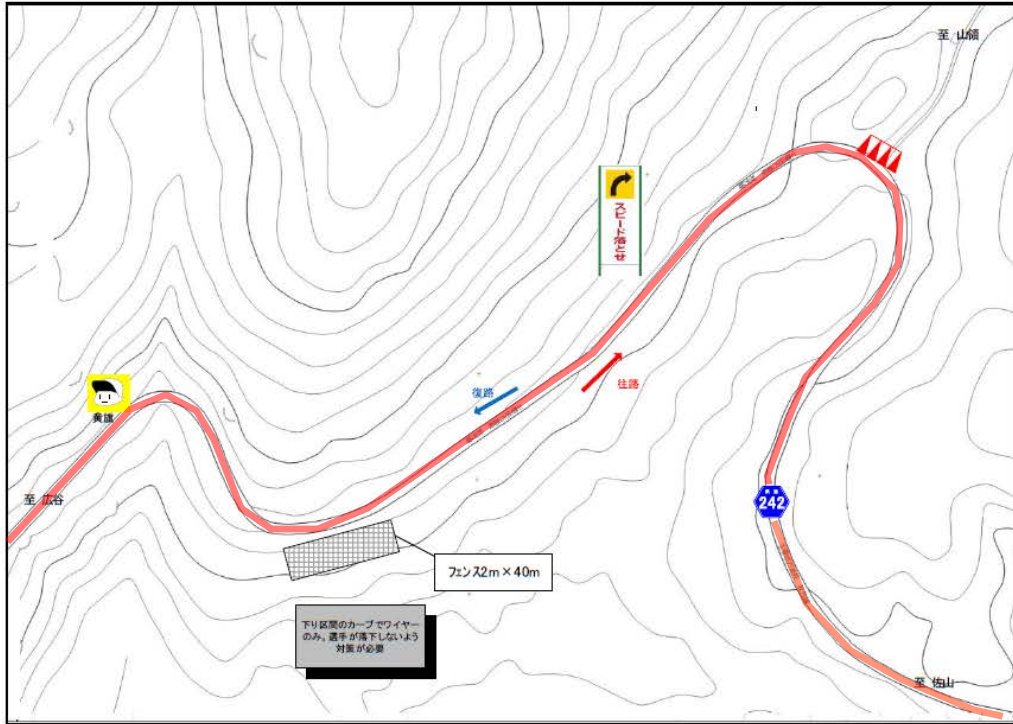 至 山領
スピード落とせ
復路
往路
黄旗
至 広谷
242
フェンス2m×40m
下り区間のカーブでワイヤー
のみ。選手が落下しないよう
対策が必要
至 佐山